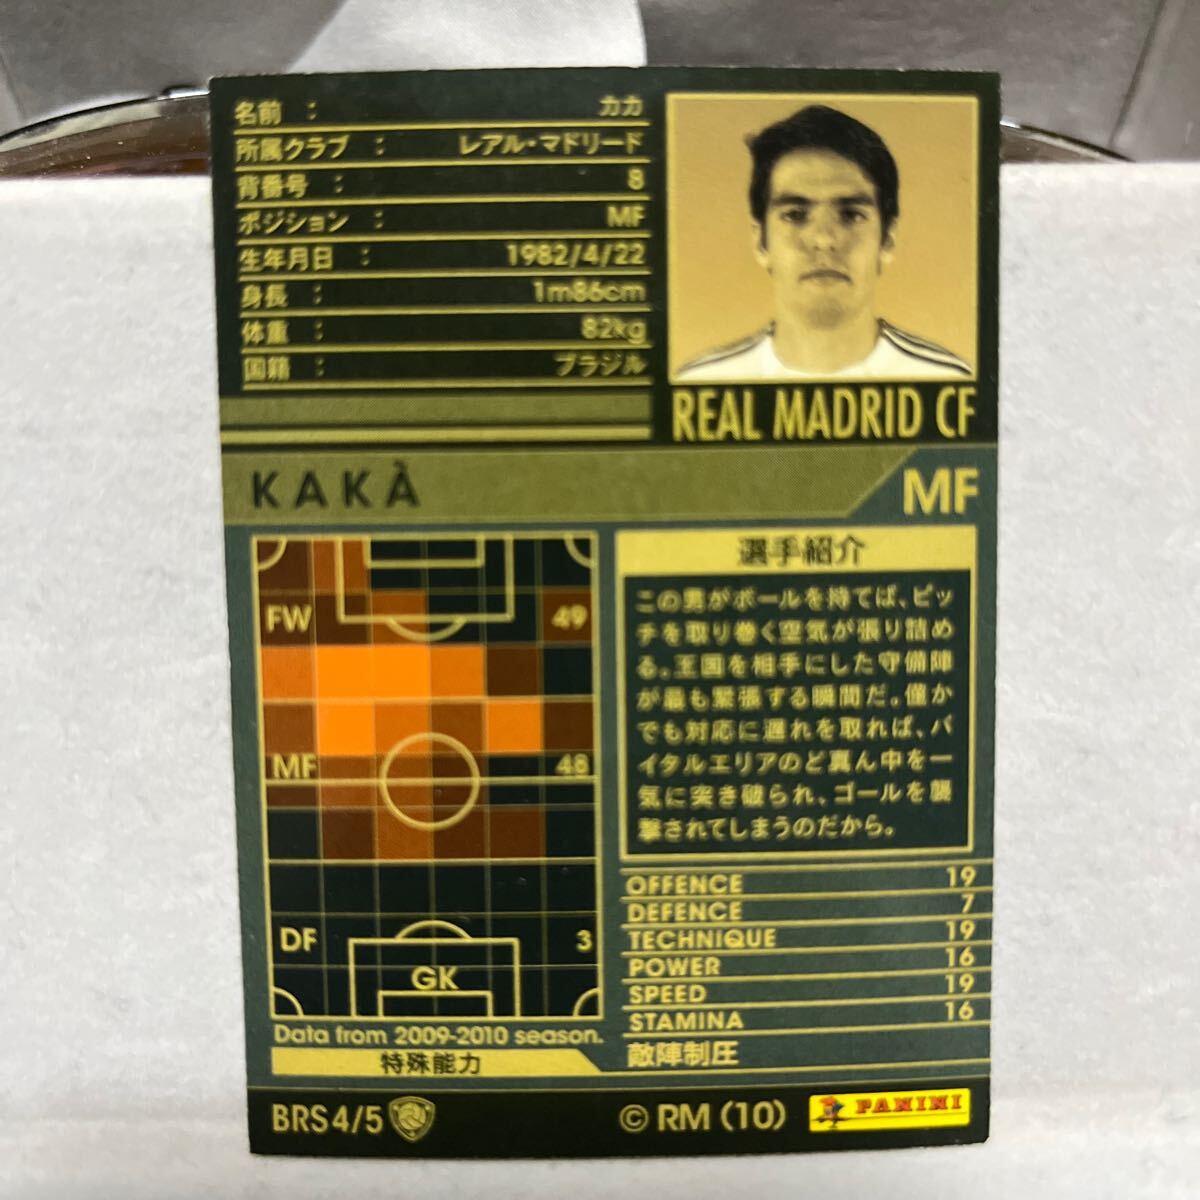 名前 : カカ
所属クラブ : レアル・マドリード
背番号 : 8
ポジション : MF
生年月日 : 1982/4/22
身長 : 1m86cm
体重 : 82kg
国籍 : ブラジル
REAL MADRID CF
KAKÀ
MF
FW 49
MF 48
DF 3
GK
Data from 2009-2010 season.
選手紹介
この男がボールを持てば、ピッ
チを取り巻く空気が張り詰め
る。王国を相手にした守備陣
が最も緊張する瞬間だ。僅か
でも対応に遅れを取れば、バ
イタルエリアのど真ん中を一
気に突き破られ、ゴールを襲
撃されてしまうのだから。
OFFENCE 19
DEFENCE 7
TECHNIQUE 19
POWER 16
SPEED 19
STAMINA 16
特殊能力
敵陣制圧
BRS 4/5
© RM (10)
PANINI